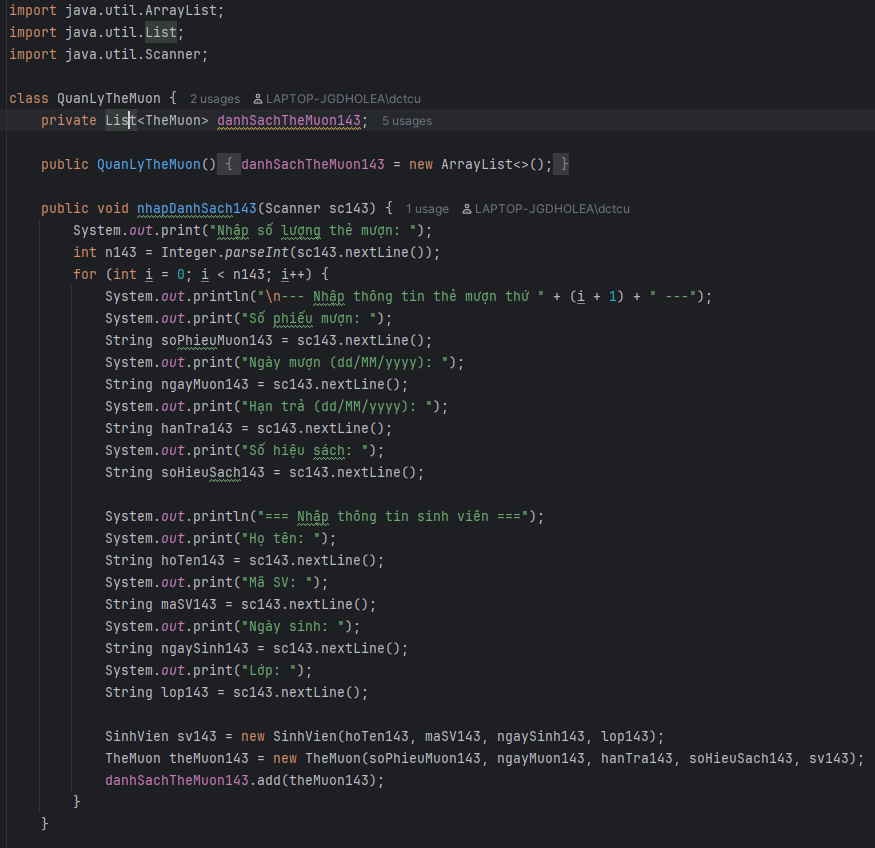 import java.util.ArrayList;
import java.util.List;
import java.util.Scanner;
class QuanLyTheMuon { 2 usages LAPTOP-JGDHOLEA\dctcu
private List<TheMuon> danhSachTheMuon143; 5 usages
public QuanLyTheMuon() { danhSachTheMuon143 = new ArrayList<>(); }
public void nhapDanhSach143(Scanner sc143) { 1 usage LAPTOP-JGDHOLEA\dctcu
System.out.print("Nhập số lượng thẻ mượn: ");
int n143 = Integer.parseInt(sc143.nextLine());
for (int i = 0; i < n143; i++) {
System.out.println("\n--- Nhập thông tin thẻ mượn thứ " + (i + 1) + " ---");
System.out.print("Số phiếu mượn: ");
String soPhieuMuon143 = sc143.nextLine();
System.out.print("Ngày mượn (dd/MM/yyyy): ");
String ngayMuon143 = sc143.nextLine();
System.out.print("Hạn trả (dd/MM/yyyy): ");
String hanTra143 = sc143.nextLine();
System.out.print("Số hiệu sách: ");
String soHieuSach143 = sc143.nextLine();
System.out.println("=== Nhập thông tin sinh viên ===");
System.out.print("Họ tên: ");
String hoTen143 = sc143.nextLine();
System.out.print("Mã SV: ");
String maSV143 = sc143.nextLine();
System.out.print("Ngày sinh: ");
String ngaySinh143 = sc143.nextLine();
System.out.print("Lớp: ");
String lop143 = sc143.nextLine();
SinhVien sv143 = new SinhVien(hoTen143, maSV143, ngaySinh143, lop143);
TheMuon theMuon143 = new TheMuon(soPhieuMuon143, ngayMuon143, hanTra143, soHieuSach143, sv143);
danhSachTheMuon143.add(theMuon143);
}
}